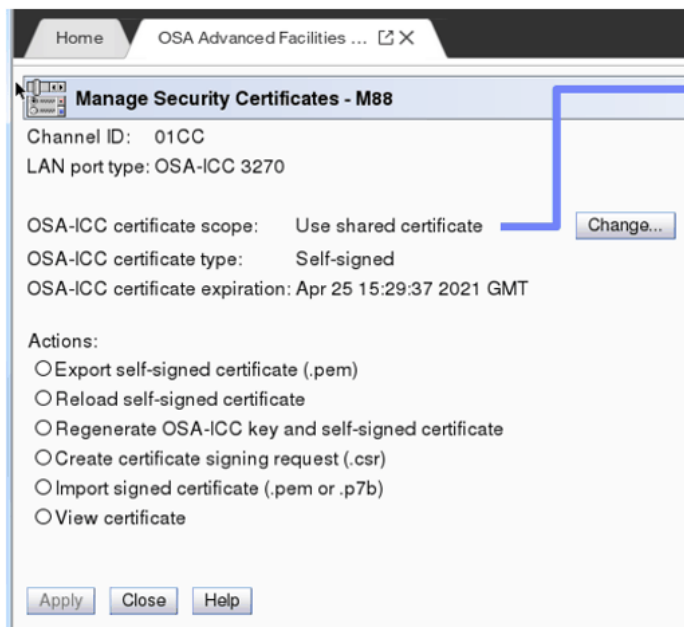 Home
OSA Advanced Facilities ...
Manage Security Certificates - M88
Channel ID: 01CC
LAN port type: OSA-ICC 3270
OSA-ICC certificate scope: Use shared certificate Change...
OSA-ICC certificate type: Self-signed
OSA-ICC certificate expiration: Apr 25 15:29:37 2021 GMT
Actions:
Export self-signed certificate (.pem)
Reload self-signed certificate
Regenerate OSA-ICC key and self-signed certificate
Create certificate signing request (.csr)
Import signed certificate (.pem or .p7b)
View certificate
Apply Close Help